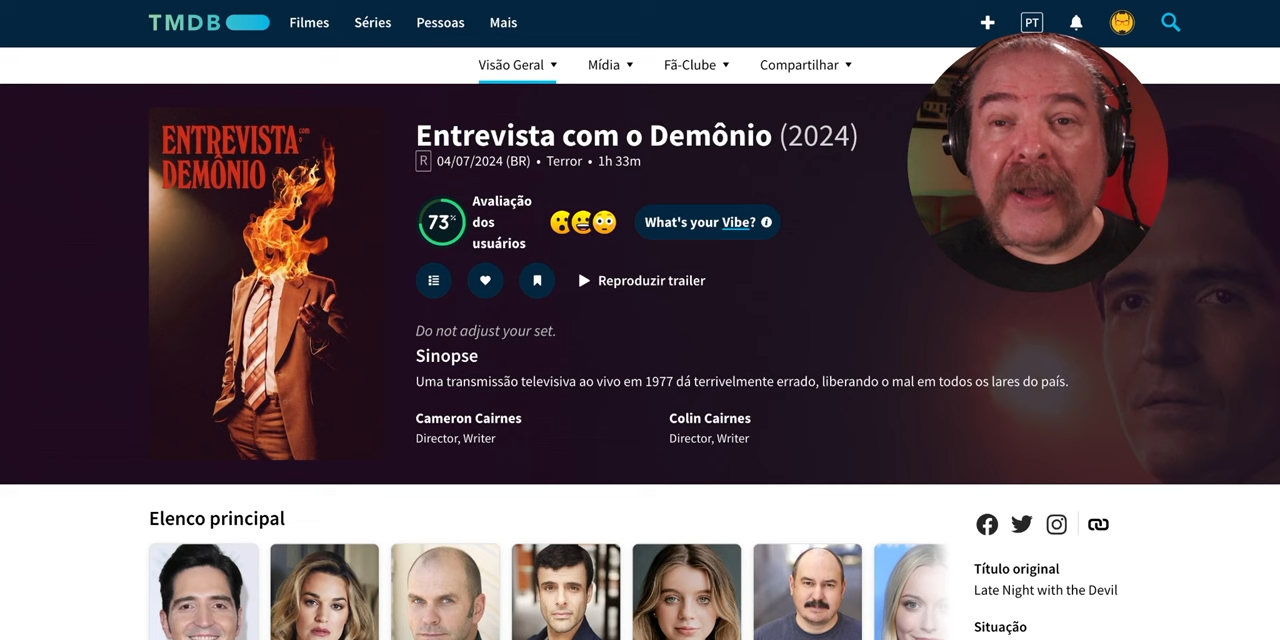 TMDB
Filmes
Séries
Pessoas
Mais
PT
Visão Geral
Mídia
Fã-Clube
Compartilhar
ENTREVISTA com o
DEMÔNIO
Entrevista com o Demônio (2024)
R 04/07/2024 (BR) • Terror • 1h 33m
73%
Avaliação
dos
usuários
What's your Vibe?
Reproduzir trailer
Do not adjust your set.
Sinopse
Uma transmissão televisiva ao vivo em 1977 dá terrivelmente errado, liberando o mal em todos os lares do país.
Cameron Cairnes
Director, Writer
Colin Cairnes
Director, Writer
Elenco principal
Título original
Late Night with the Devil
Situação